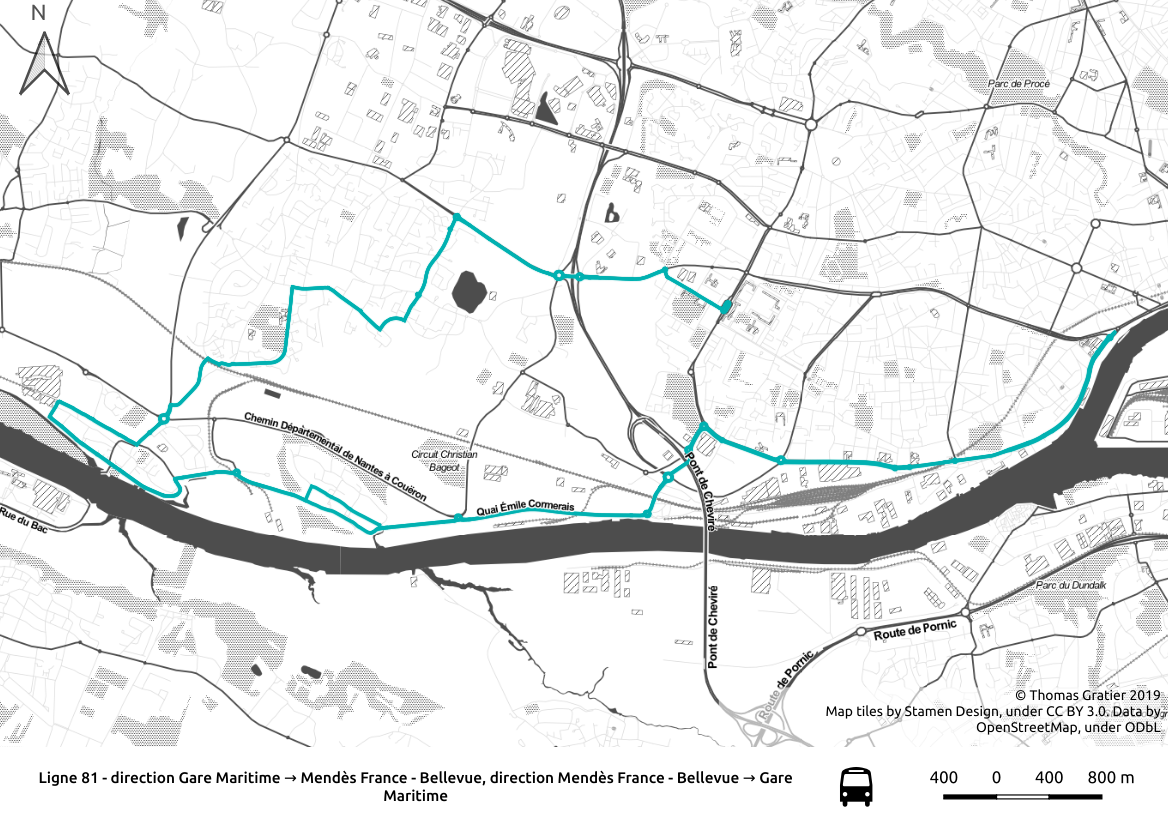 N
Parc de Procé
Chemin Départemental de Nantes à Couëron
Circuit Christian
Bageot
Quai Émile Cormerais
Pont de Cheviré
Rue du Bac
Pont de Cheviré
Parc du Dundalk
Route de Pornic
Route de Pornic
© Thomas Gratier 2019
Map tiles by Stamen Design, under CC BY 3.0. Data by
OpenStreetMap, under ODbL
Ligne 81 - direction Gare Maritime → Mendès France - Bellevue, direction Mendès France - Bellevue → Gare
Maritime
400 0 400 800 m